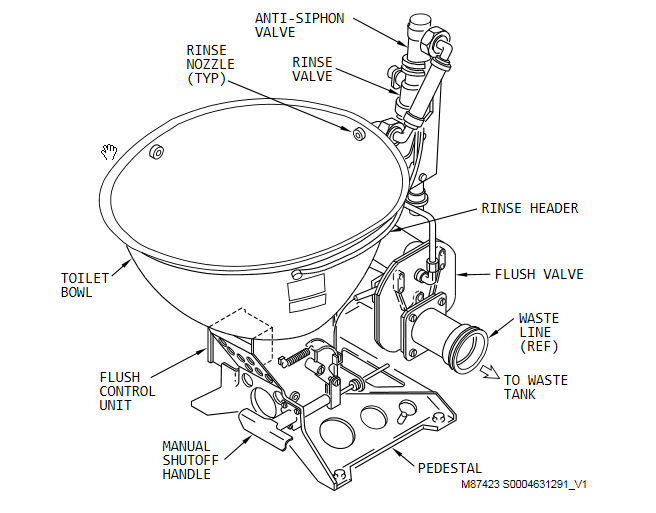 ANTI-SIPHON
VALVE
RINSE
NOZZLE
(TYP)
RINSE
VALVE
RINSE HEADER
TOILET
BOWL
FLUSH VALVE
WASTE
LINE
(REF)
FLUSH
CONTROL
UNIT
TO WASTE
TANK
MANUAL
SHUTOFF
HANDLE
PEDESTAL
M87423 S0004631291_V1